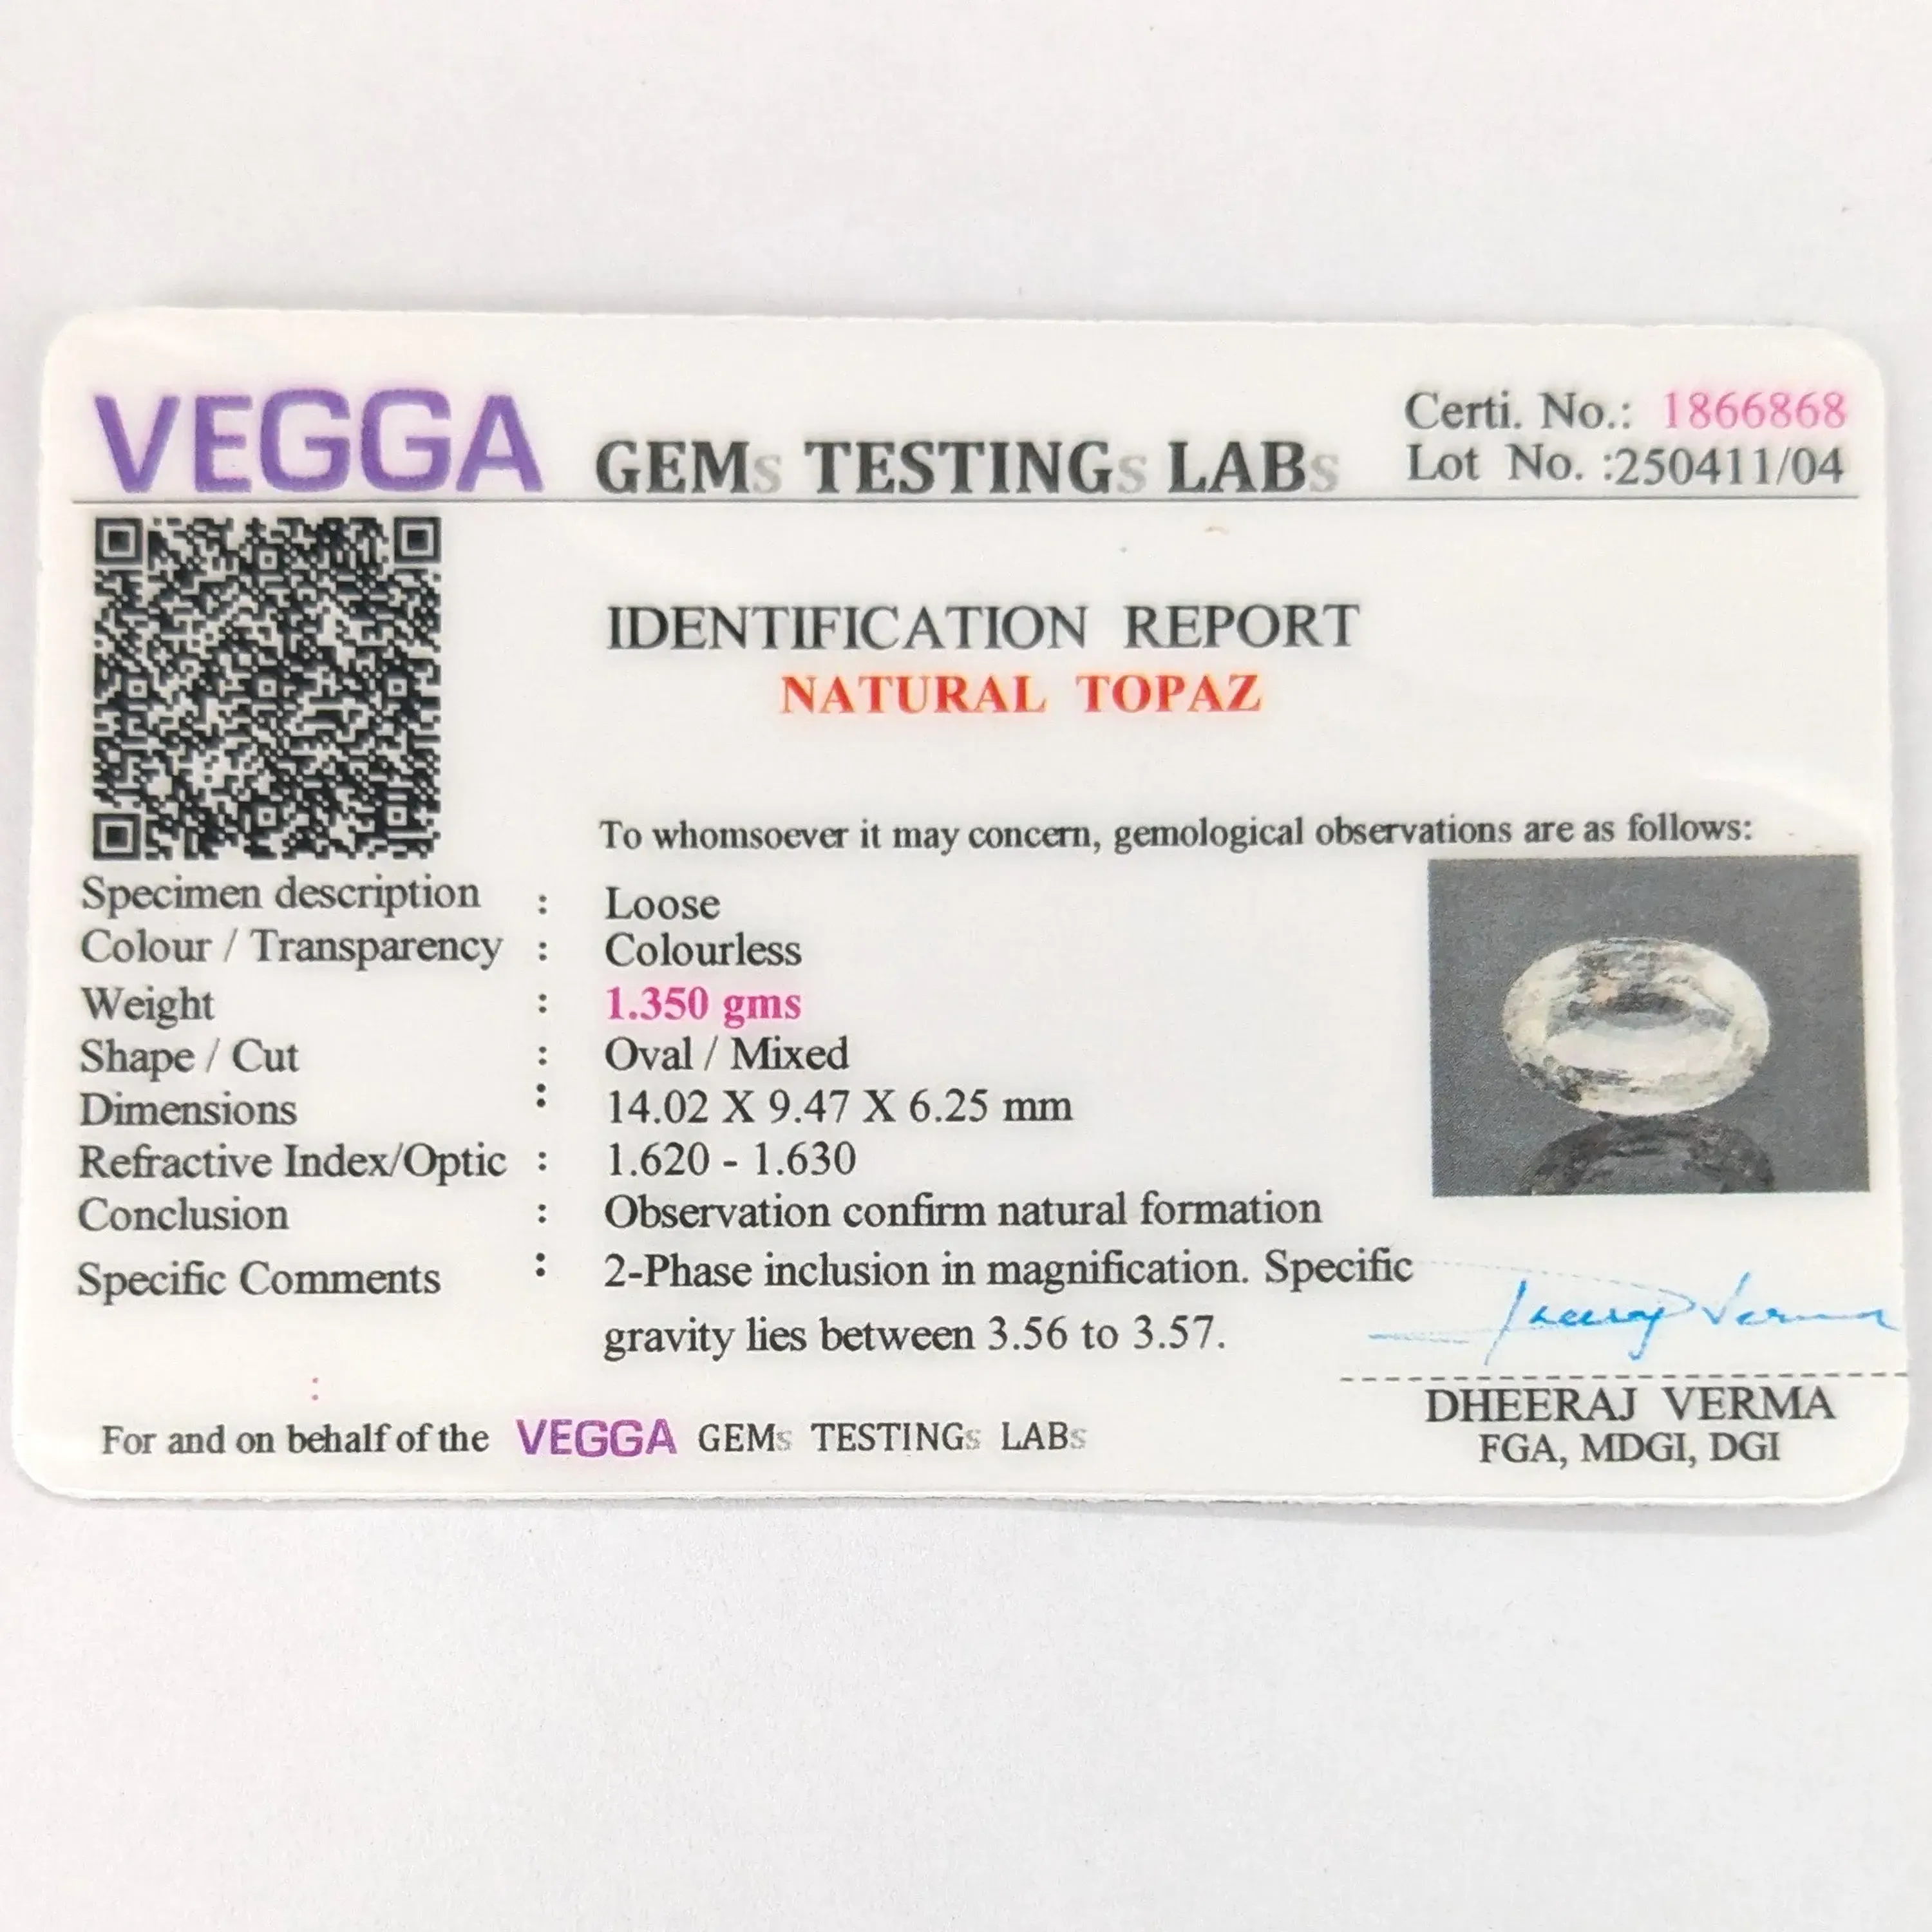 VEGGA GEMs TESTINGs LABs
Certi. No.: 1866868
Lot No. :250411/04
IDENTIFICATION REPORT
NATURAL TOPAZ
To whomsoever it may concern, gemological observations are as follows:
Specimen description : Loose
Colour / Transparency : Colourless
Weight : 1.350 gms
Shape / Cut : Oval / Mixed
Dimensions : 14.02 X 9.47 X 6.25 mm
Refractive Index/Optic : 1.620 - 1.630
Conclusion : Observation confirm natural formation
Specific Comments : 2-Phase inclusion in magnification. Specific
gravity lies between 3.56 to 3.57.
:
Dheeraj Verma
DHEERAJ VERMA
FGA, MDGI, DGI
For and on behalf of the VEGGA GEMs TESTINGs LABs